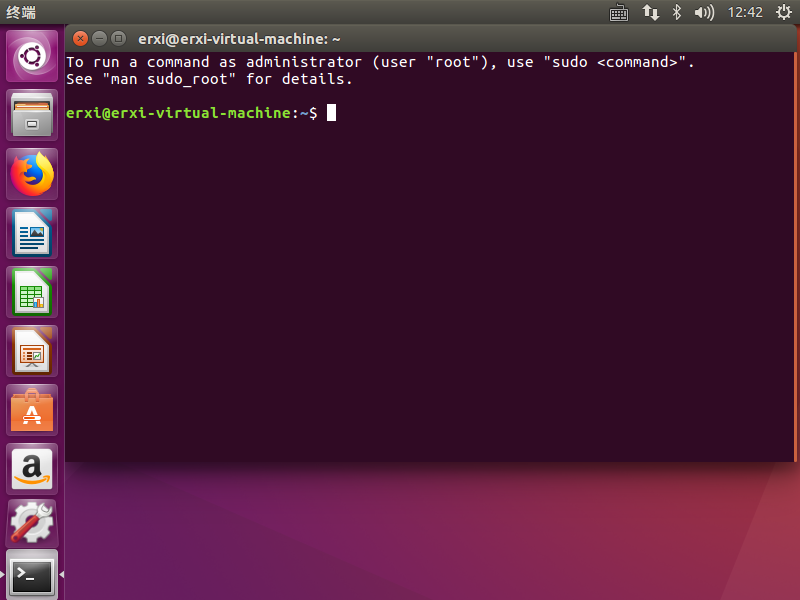 终端
12:42
erxi@erxi-virtual-machine: ~
To run a command as administrator (user "root"), use "sudo <command>".
See "man sudo_root" for details.
erxi@erxi-virtual-machine:~$